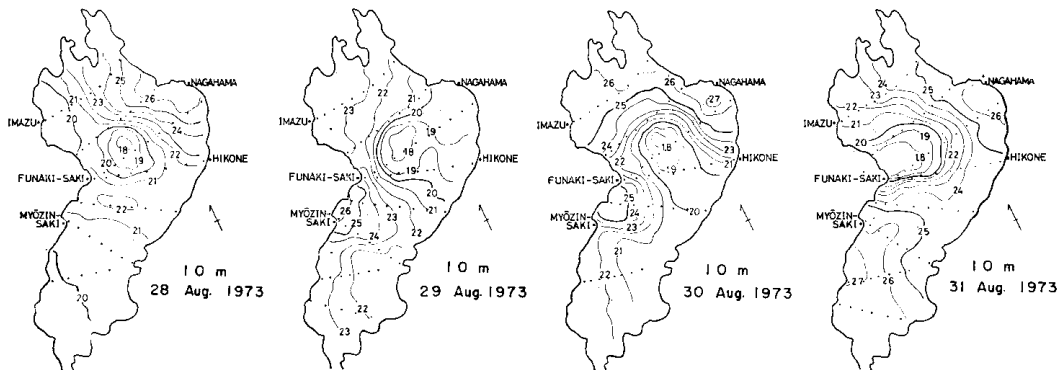 25
NAGAHAMA
21
23
26
20
24
IMAZU
18
19
20
22
HIKONE
FUNAKI-SAKI
21
22
MYŌZIN-
SAKI
21
10 m
20
28 Aug. 1973
NAGAHAMA
22
21
23
20
IMAZU
19
18
HIKONE
19
FUNAKI-SAKI
20
26
21
MYŌZIN-
SAKI
25
23
24
22
10 m
29 Aug. 1973
22
23
26
26
NAGAHAMA
25
27
IMAZU
24
18
23
22
21
HIKONE
19
FUNAKI-SAKI
25
20
MYŌZIN-
SAKI
24
23
21
22
10 m
30 Aug. 1973
NAGAHAMA
24
25
23
22
26
IMAZU
21
20
19
18
22
HIKONE
FUNAKI-SAKI
24
MYŌZIN-
SAKI
25
10 m
27
26
31 Aug. 1973